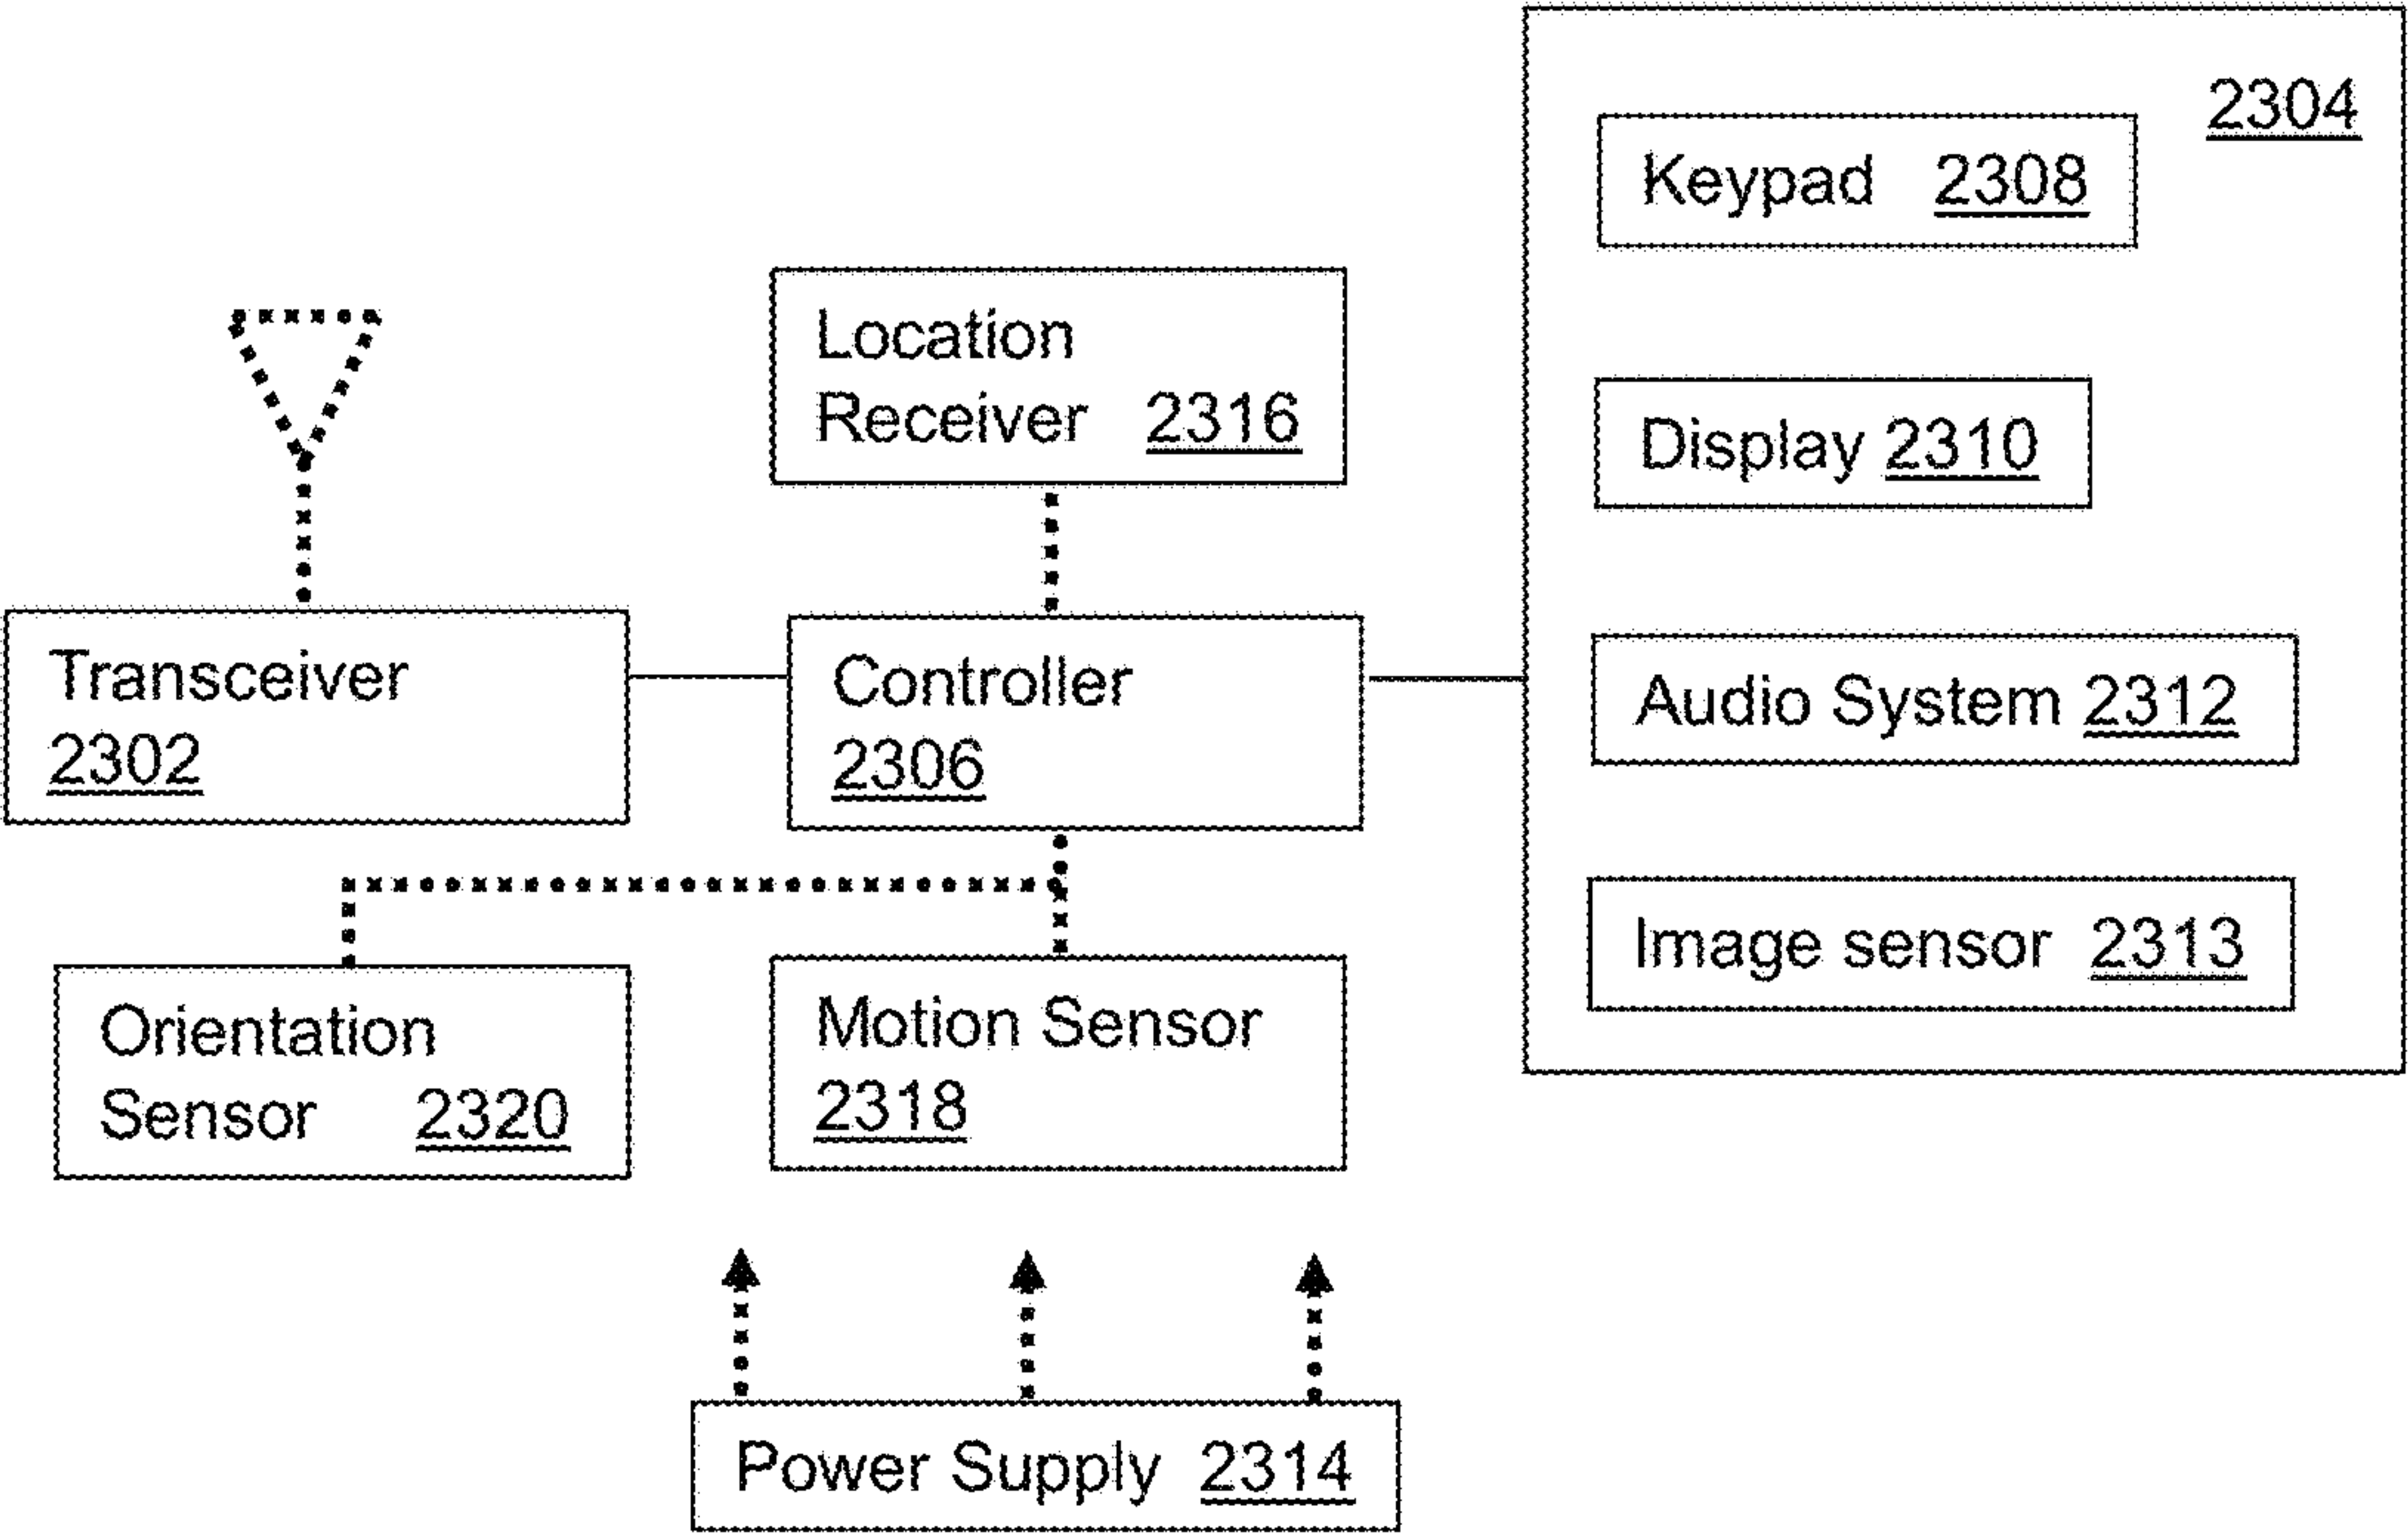 2304
Keypad 2308
Location
Receiver 2316
Display 2310
Transceiver
2302
Controller
2306
Audio System 2312
Image sensor 2313
Orientation
Sensor 2320
Motion Sensor
2318
Power Supply 2314